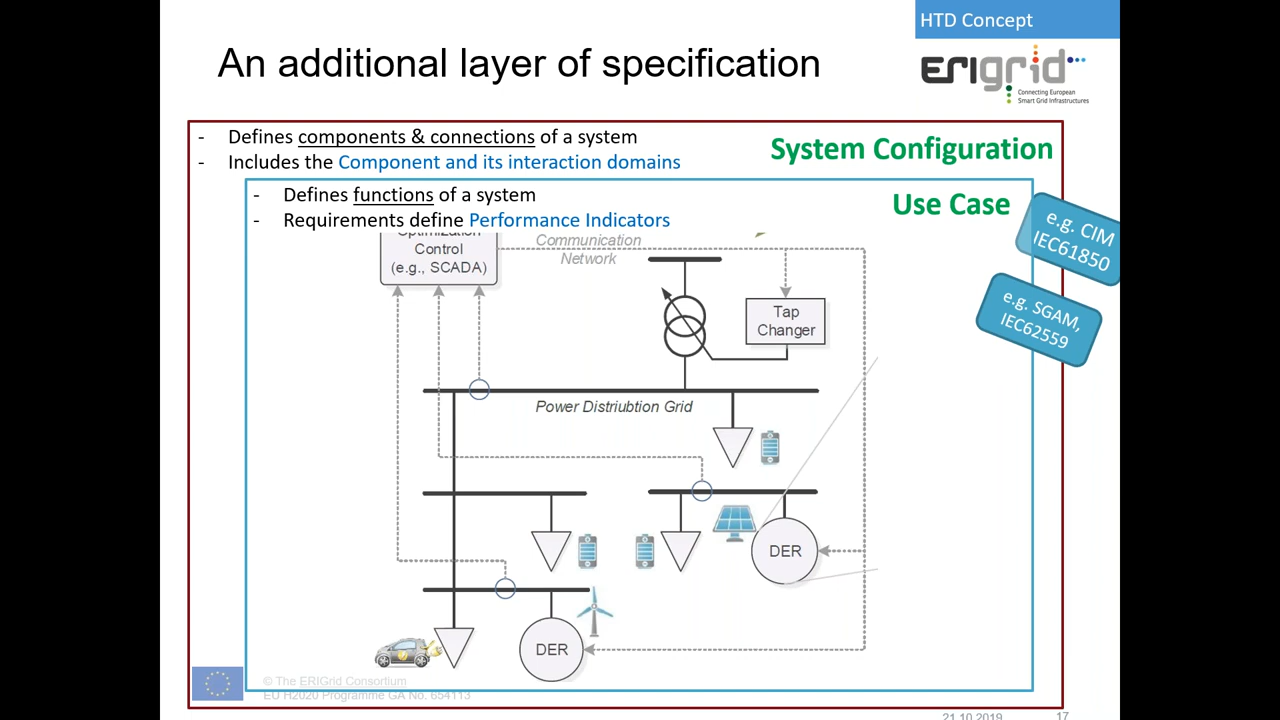 HTD Concept
An additional layer of specification
ERIGrid
Connecting European
Smart Grid Infrastructures
- Defines components & connections of a system
- Includes the Component and its interaction domains
System Configuration
- Defines functions of a system
- Requirements define Performance Indicators
Use Case
e.g. CIM
IEC61850
e.g. SGAM,
IEC62559
Optimization
Control
(e.g., SCADA)
Communication
Network
Tap
Changer
Power Distriubtion Grid
DER
DER
© The ERIGrid Consortium
EU H2020 Programme GA No. 654113
21.10.2019
17